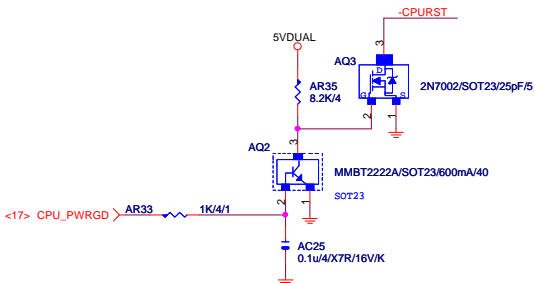 -CPURST
5VDUAL
3
AQ3
D
AR35
8.2K/4
2N7002/SOT23/25pF/5
G
S
2
1
3
AQ2
MMBT2222A/SOT23/600mA/40
SOT23
2
1
<17> CPU_PWRGD
AR33
1K/4/1
AC25
0.1u/4/X7R/16V/K